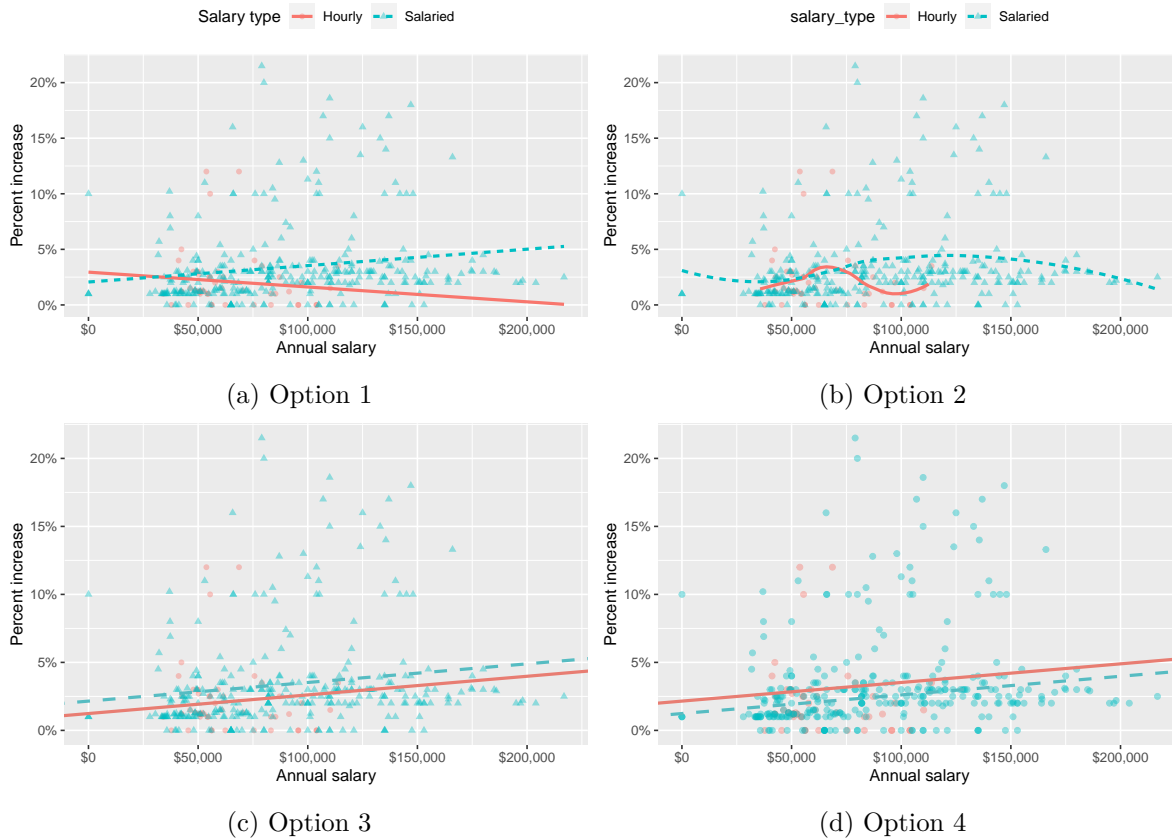 Salary type Hourly Salaried
salary_type Hourly Salaried
20%
15%
10%
5%
0%
Percent increase
$0 $50,000 $100,000 $150,000 $200,000
Annual salary
20%
15%
10%
5%
0%
Percent increase
$0 $50,000 $100,000 $150,000 $200,000
Annual salary
(a) Option 1
(b) Option 2
20%
15%
10%
5%
0%
Percent increase
$0 $50,000 $100,000 $150,000 $200,000
Annual salary
20%
15%
10%
5%
0%
Percent increase
$0 $50,000 $100,000 $150,000 $200,000
Annual salary
(c) Option 3
(d) Option 4